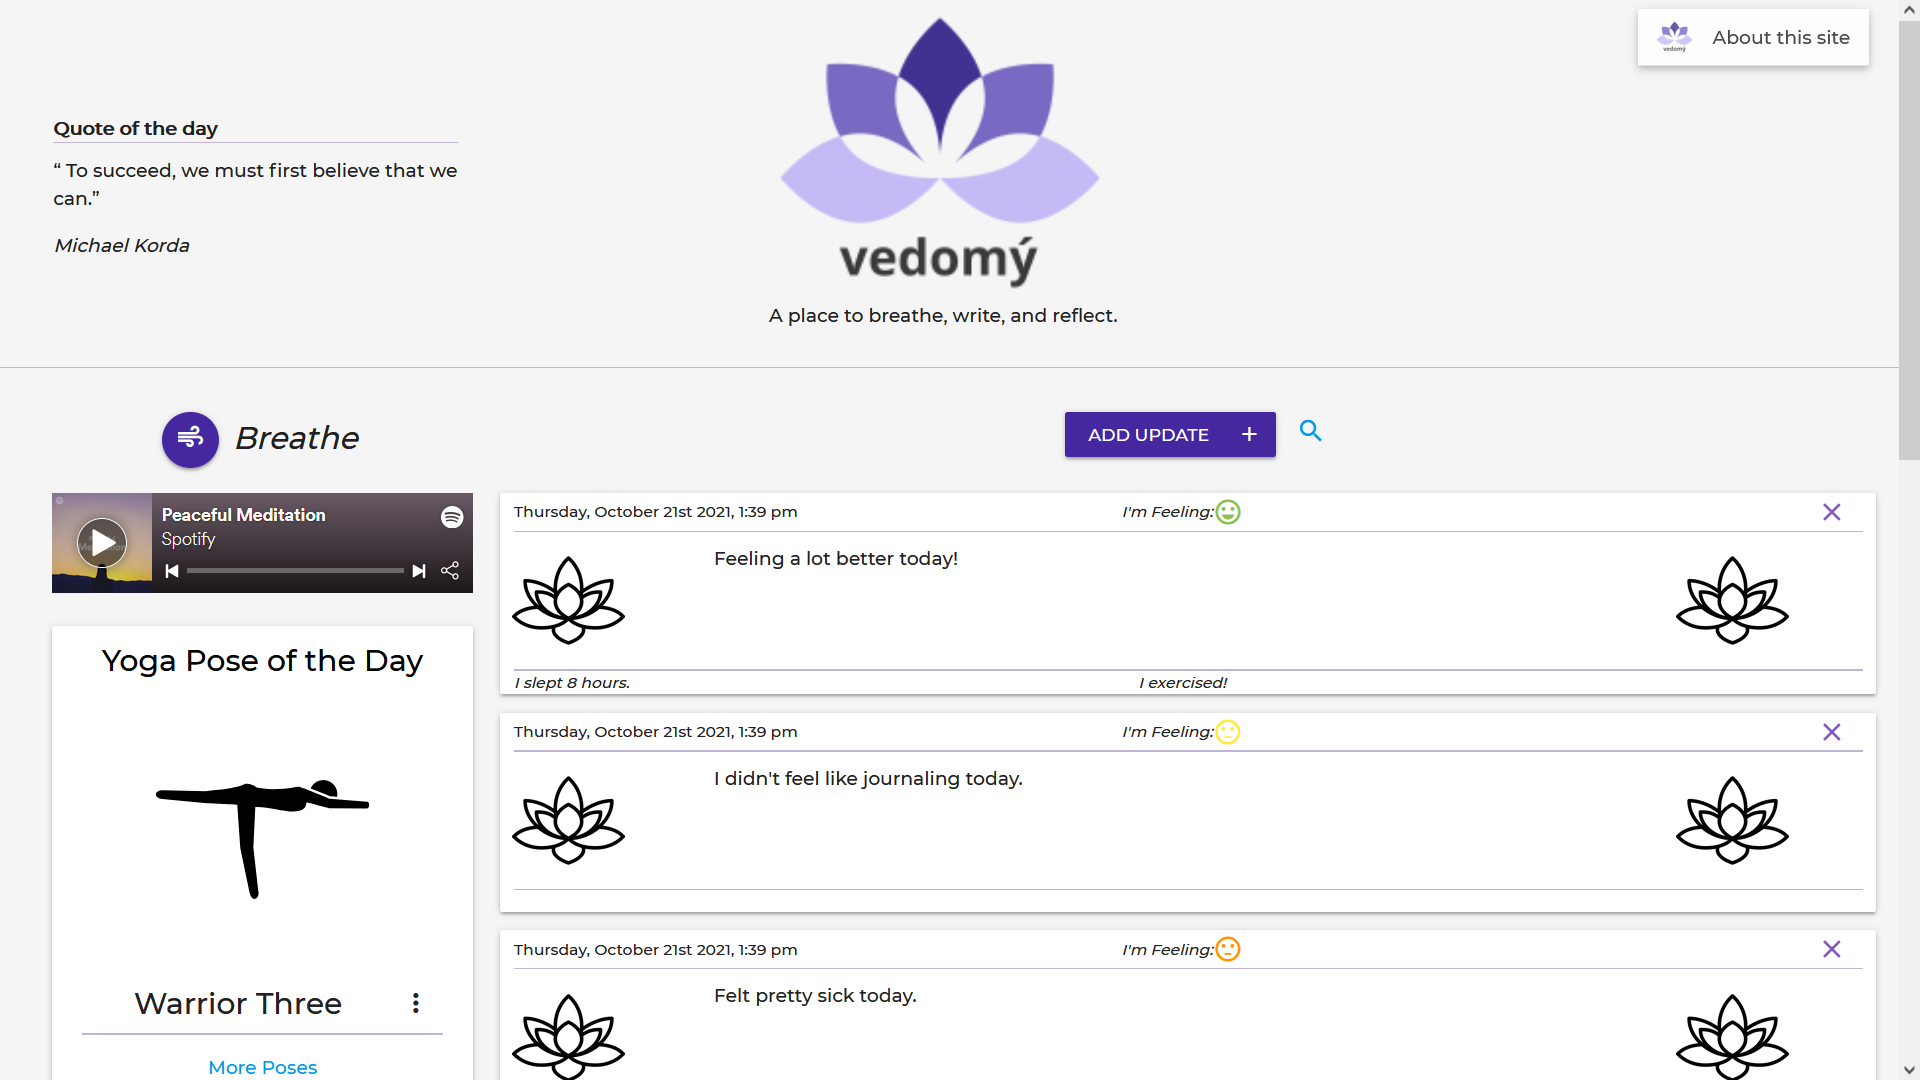 vedomý
About this site
Quote of the day
“ To succeed, we must first believe that we
can.”
Michael Korda
vedomý
A place to breathe, write, and reflect.
Breathe
ADD UPDATE +
Peaceful Meditation
Spotify
Yoga Pose of the Day
Warrior Three
More Poses
Thursday, October 21st 2021, 1:39 pm
I'm Feeling:
Feeling a lot better today!
I slept 8 hours.
I exercised!
Thursday, October 21st 2021, 1:39 pm
I'm Feeling:
I didn't feel like journaling today.
Thursday, October 21st 2021, 1:39 pm
I'm Feeling:
Felt pretty sick today.